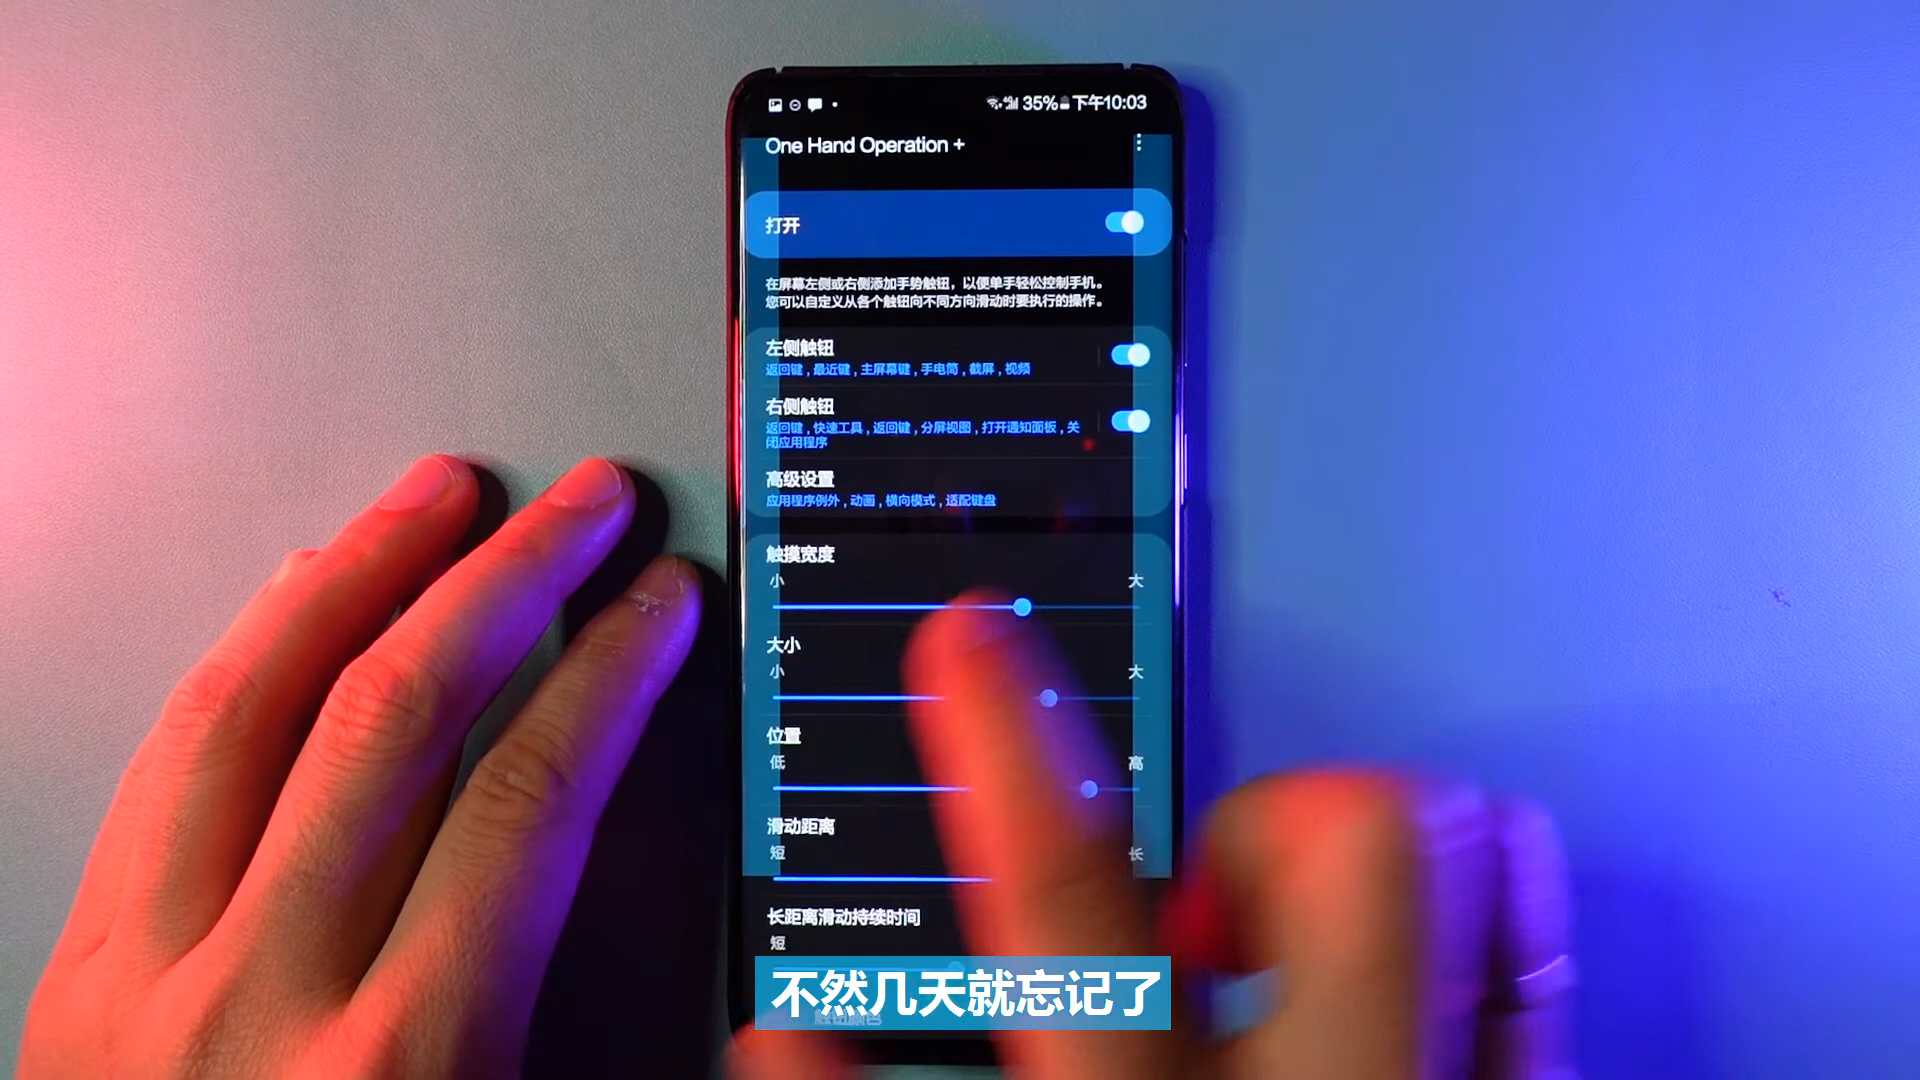 35% 下午10:03
One Hand Operation +
打开
在屏幕左侧或右侧添加手势触钮，以便单手轻松控制手机。
您可以自定义从各个触钮向不同方向滑动时要执行的操作。
左侧触钮
返回键 , 最近键 , 主屏幕键 , 手电筒 , 截屏 , 视频
右侧触钮
返回键 , 快速工具 , 返回键 , 分屏视图 , 打开通知面板 , 关
闭应用程序
高级设置
应用程序例外 , 动画 , 横向模式 , 适配键盘
触摸宽度
小 大
大小
小 大
位置
低 高
滑动距离
短 长
长距离滑动持续时间
短
不然几天就忘记了
触钮颜色